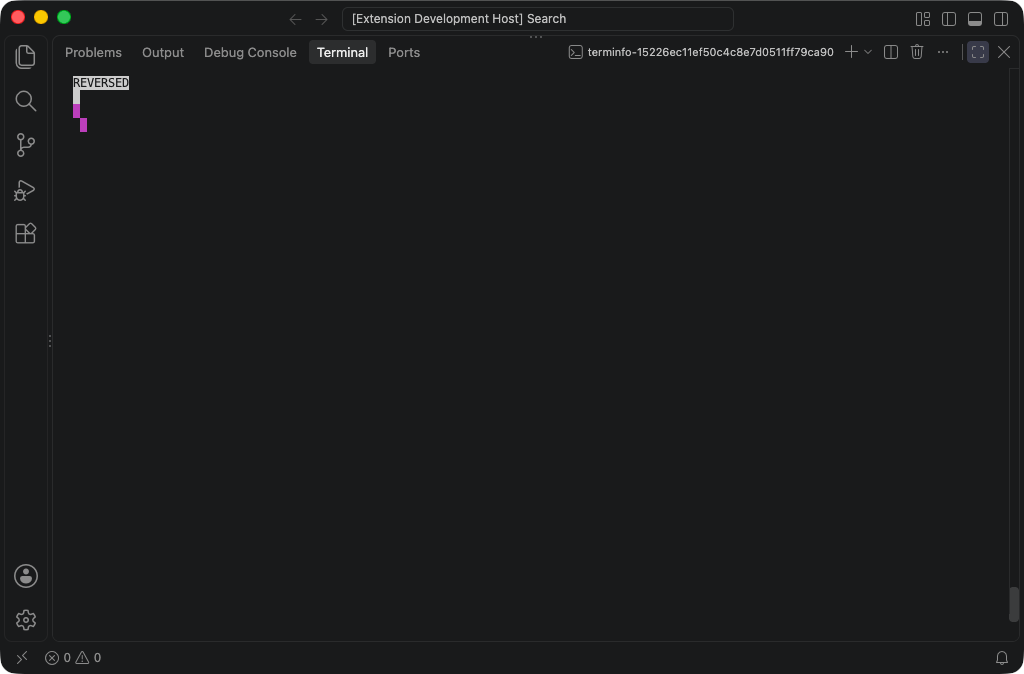 [Extension Development Host] Search
Problems Output Debug Console Terminal Ports terminfo-15226ec11ef50c4c8e7d0511ff79ca90
REVERSED
0 0